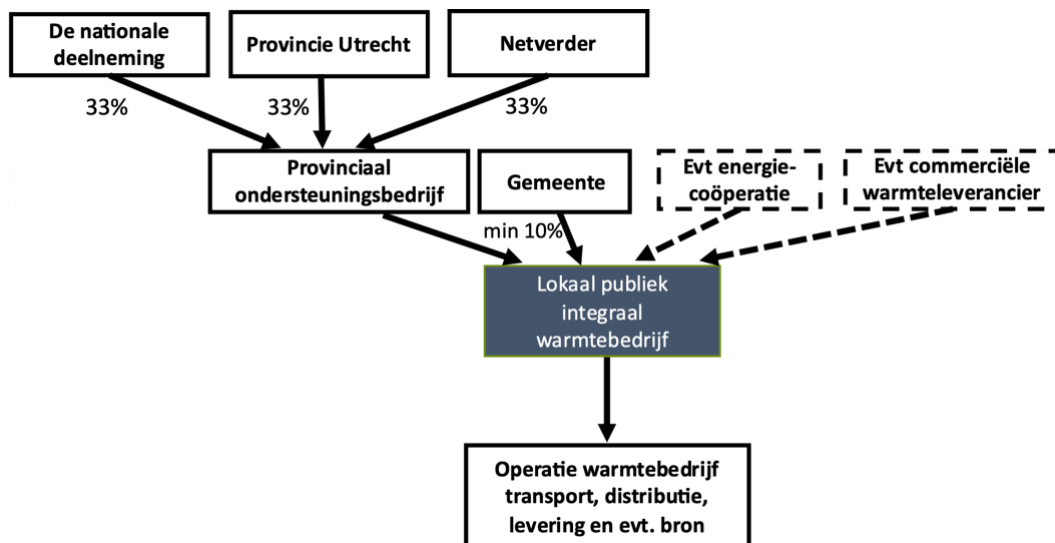 De nationale
deelneming
Provincie Utrecht
Netverder
33%
33%
33%
Provinciaal
ondersteuningsbedrijf
Gemeente
Evt energie-
coöperatie
Evt commerciële
warmteleverancier
min 10%
Lokaal publiek
integraal
warmtebedrijf
Operatie warmtebedrijf
transport, distributie,
levering en evt. bron